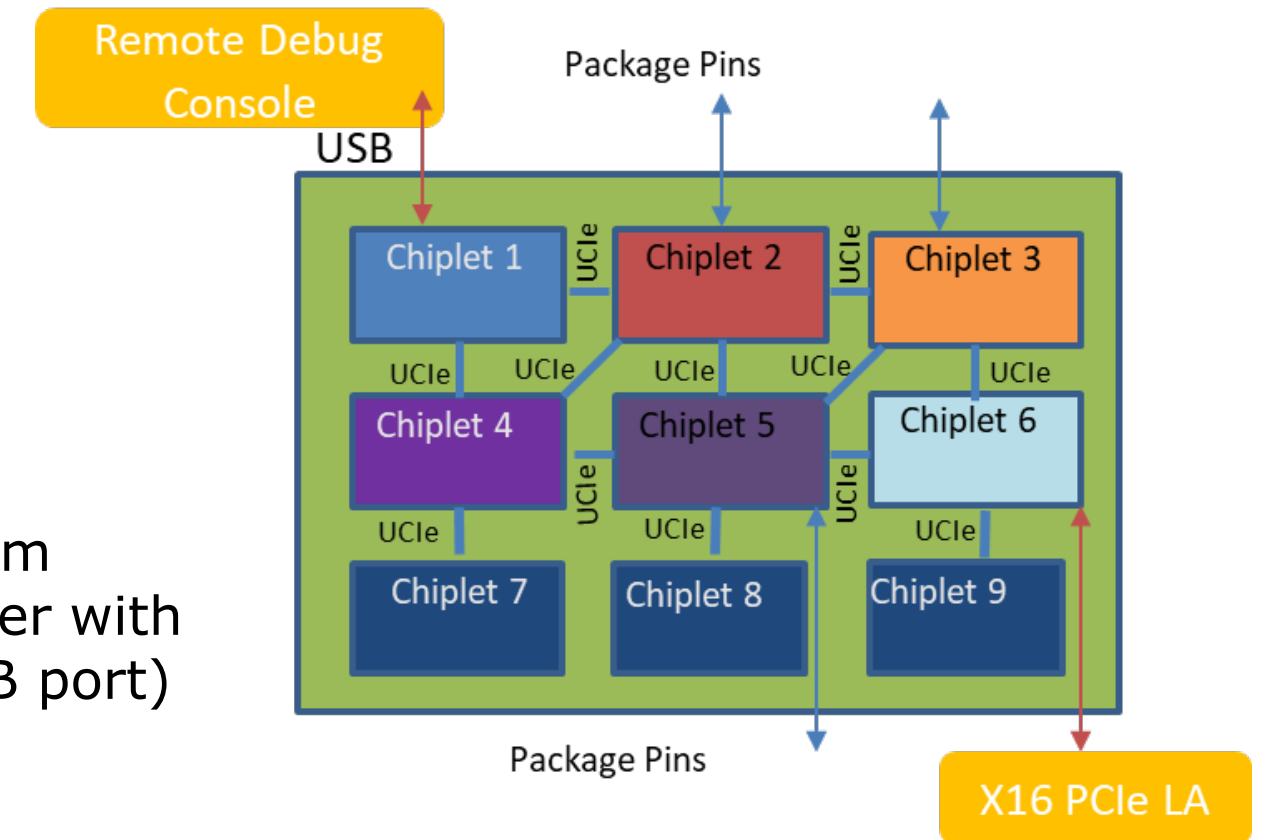 Remote Debug
Console
Package Pins
USB
UCIe
UCIe
Chiplet 1
Chiplet 2
Chiplet 3
UCIe
UCIe
UCIe
UCIe
UCIe
Chiplet 4
Chiplet 5
Chiplet 6
UCIe
UCIe
UCIe
UCIe
UCIe
m
er with
B port)
Chiplet 7
Chiplet 8
Chiplet 9
Package Pins
X16 PCIe LA